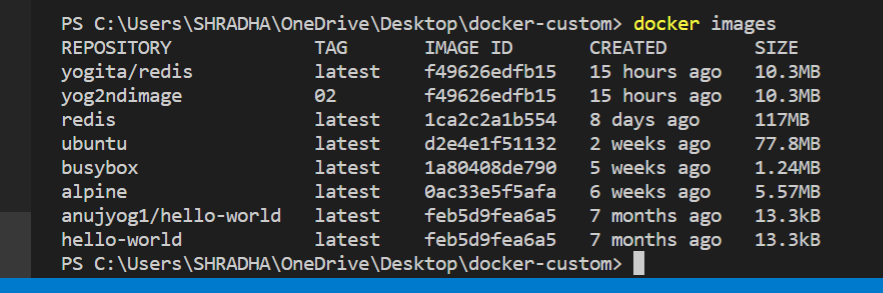 PS C:\Users\SHRADHA\OneDrive\Desktop\docker-custom> docker images
REPOSITORY TAG IMAGE ID CREATED SIZE
yogita/redis latest f49626edfb15 15 hours ago 10.3MB
yog2ndimage 02 f49626edfb15 15 hours ago 10.3MB
redis latest 1ca2c2a1b554 8 days ago 117MB
ubuntu latest d2e4e1f51132 2 weeks ago 77.8MB
busybox latest 1a80408de790 5 weeks ago 1.24MB
alpine latest 0ac33e5f5afa 6 weeks ago 5.57MB
anujyog1/hello-world latest feb5d9fea6a5 7 months ago 13.3kB
hello-world latest feb5d9fea6a5 7 months ago 13.3kB
PS C:\Users\SHRADHA\OneDrive\Desktop\docker-custom>